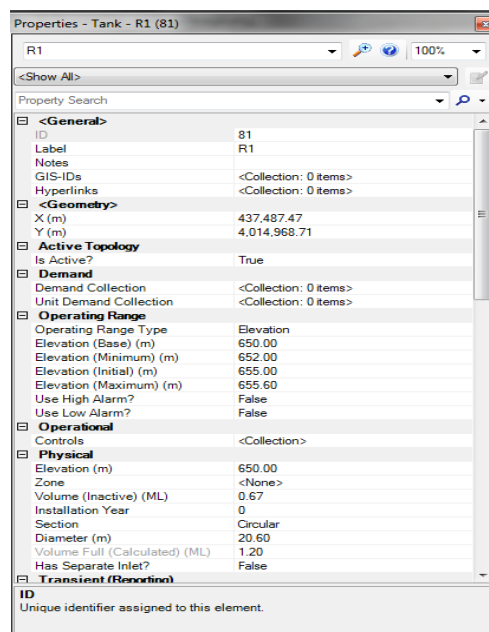 Properties - Tank - R1 (81)
R1 100%
<Show All>
Property Search
<General>
ID 81
Label R1
Notes
GIS-IDs <Collection: 0 items>
Hyperlinks <Collection: 0 items>
<Geometry>
X (m) 437,487.47
Y (m) 4,014,968.71
Active Topology
Is Active? True
Demand
Demand Collection <Collection: 0 items>
Unit Demand Collection <Collection: 0 items>
Operating Range
Operating Range Type Elevation
Elevation (Base) (m) 650.00
Elevation (Minimum) (m) 652.00
Elevation (Initial) (m) 655.00
Elevation (Maximum) (m) 655.60
Use High Alarm? False
Use Low Alarm? False
Operational
Controls <Collection>
Physical
Elevation (m) 650.00
Zone <None>
Volume (Inactive) (ML) 0.67
Installation Year 0
Section Circular
Diameter (m) 20.60
Volume Full (Calculated) (ML) 1.20
Has Separate Inlet? False
Transient (Reporting)
ID
Unique identifier assigned to this element.